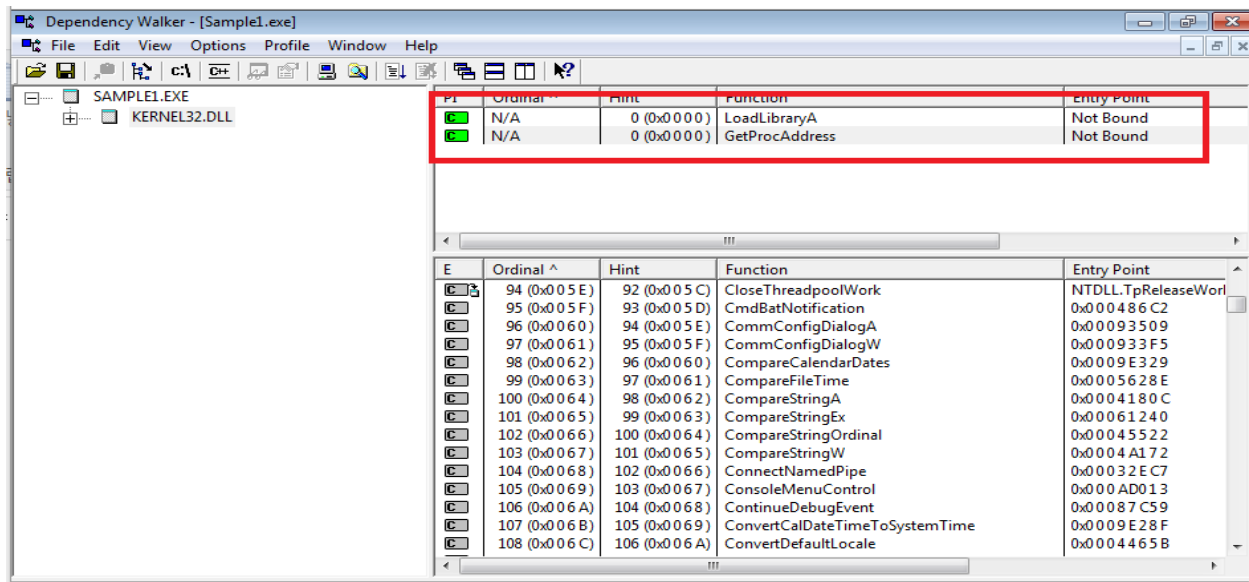 Dependency Walker - [Sample1.exe]
File Edit View Options Profile Window Help
c:\ C++
SAMPLE1.EXE
KERNEL32.DLL
PI Ordinal ^ Hint Function Entry Point
C N/A 0 (0x0000) LoadLibraryA Not Bound
C N/A 0 (0x0000) GetProcAddress Not Bound
E Ordinal ^ Hint Function Entry Point
C 94 (0x005E) 92 (0x005C) CloseThreadpoolWork NTDLL.TpReleaseWorl
C 95 (0x005F) 93 (0x005D) CmdBatNotification 0x000486C2
C 96 (0x0060) 94 (0x005E) CommConfigDialogA 0x00093509
C 97 (0x0061) 95 (0x005F) CommConfigDialogW 0x000933F5
C 98 (0x0062) 96 (0x0060) CompareCalendarDates 0x0009E329
C 99 (0x0063) 97 (0x0061) CompareFileTime 0x0005628E
C 100 (0x0064) 98 (0x0062) CompareStringA 0x0004180C
C 101 (0x0065) 99 (0x0063) CompareStringEx 0x00061240
C 102 (0x0066) 100 (0x0064) CompareStringOrdinal 0x00045522
C 103 (0x0067) 101 (0x0065) CompareStringW 0x0004A172
C 104 (0x0068) 102 (0x0066) ConnectNamedPipe 0x00032EC7
C 105 (0x0069) 103 (0x0067) ConsoleMenuControl 0x000AD013
C 106 (0x006A) 104 (0x0068) ContinueDebugEvent 0x00087C59
C 107 (0x006B) 105 (0x0069) ConvertCalDateTimeToSystemTime 0x0009E28F
C 108 (0x006C) 106 (0x006A) ConvertDefaultLocale 0x0004465B